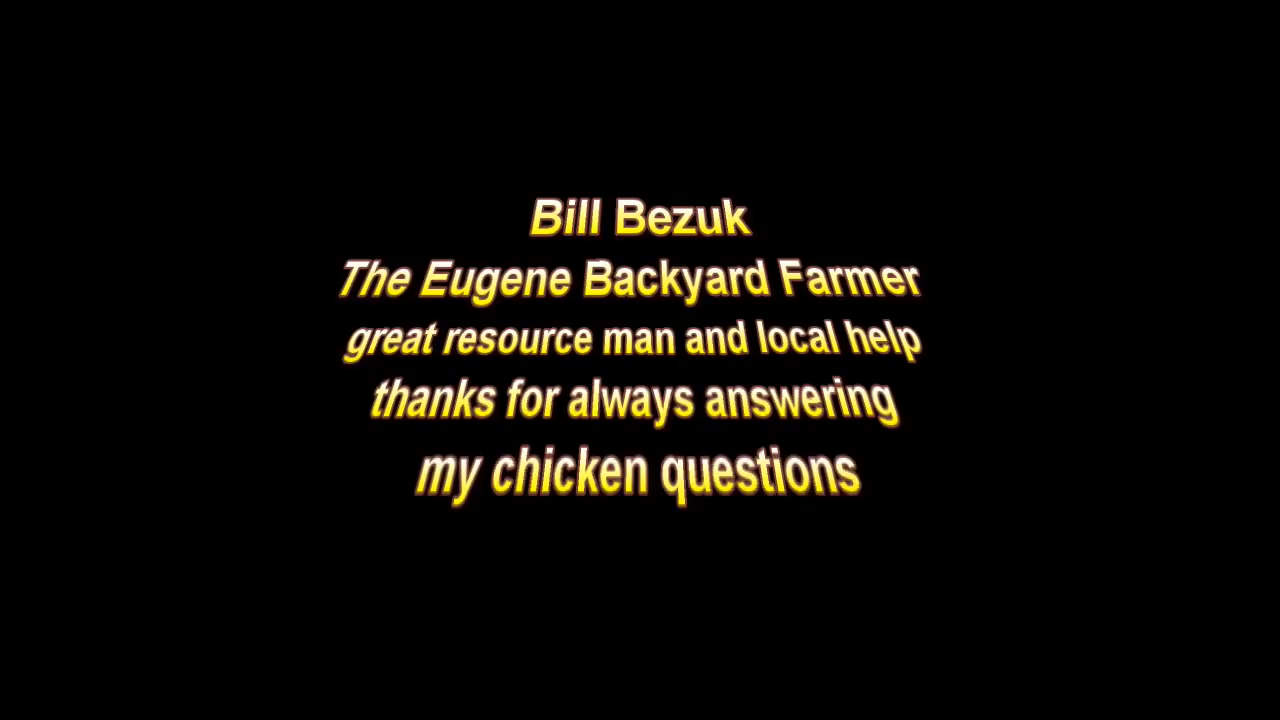 Bill Bezuk
The Eugene Backyard Farmer
great resource man and local help
thanks for always answering
my chicken questions